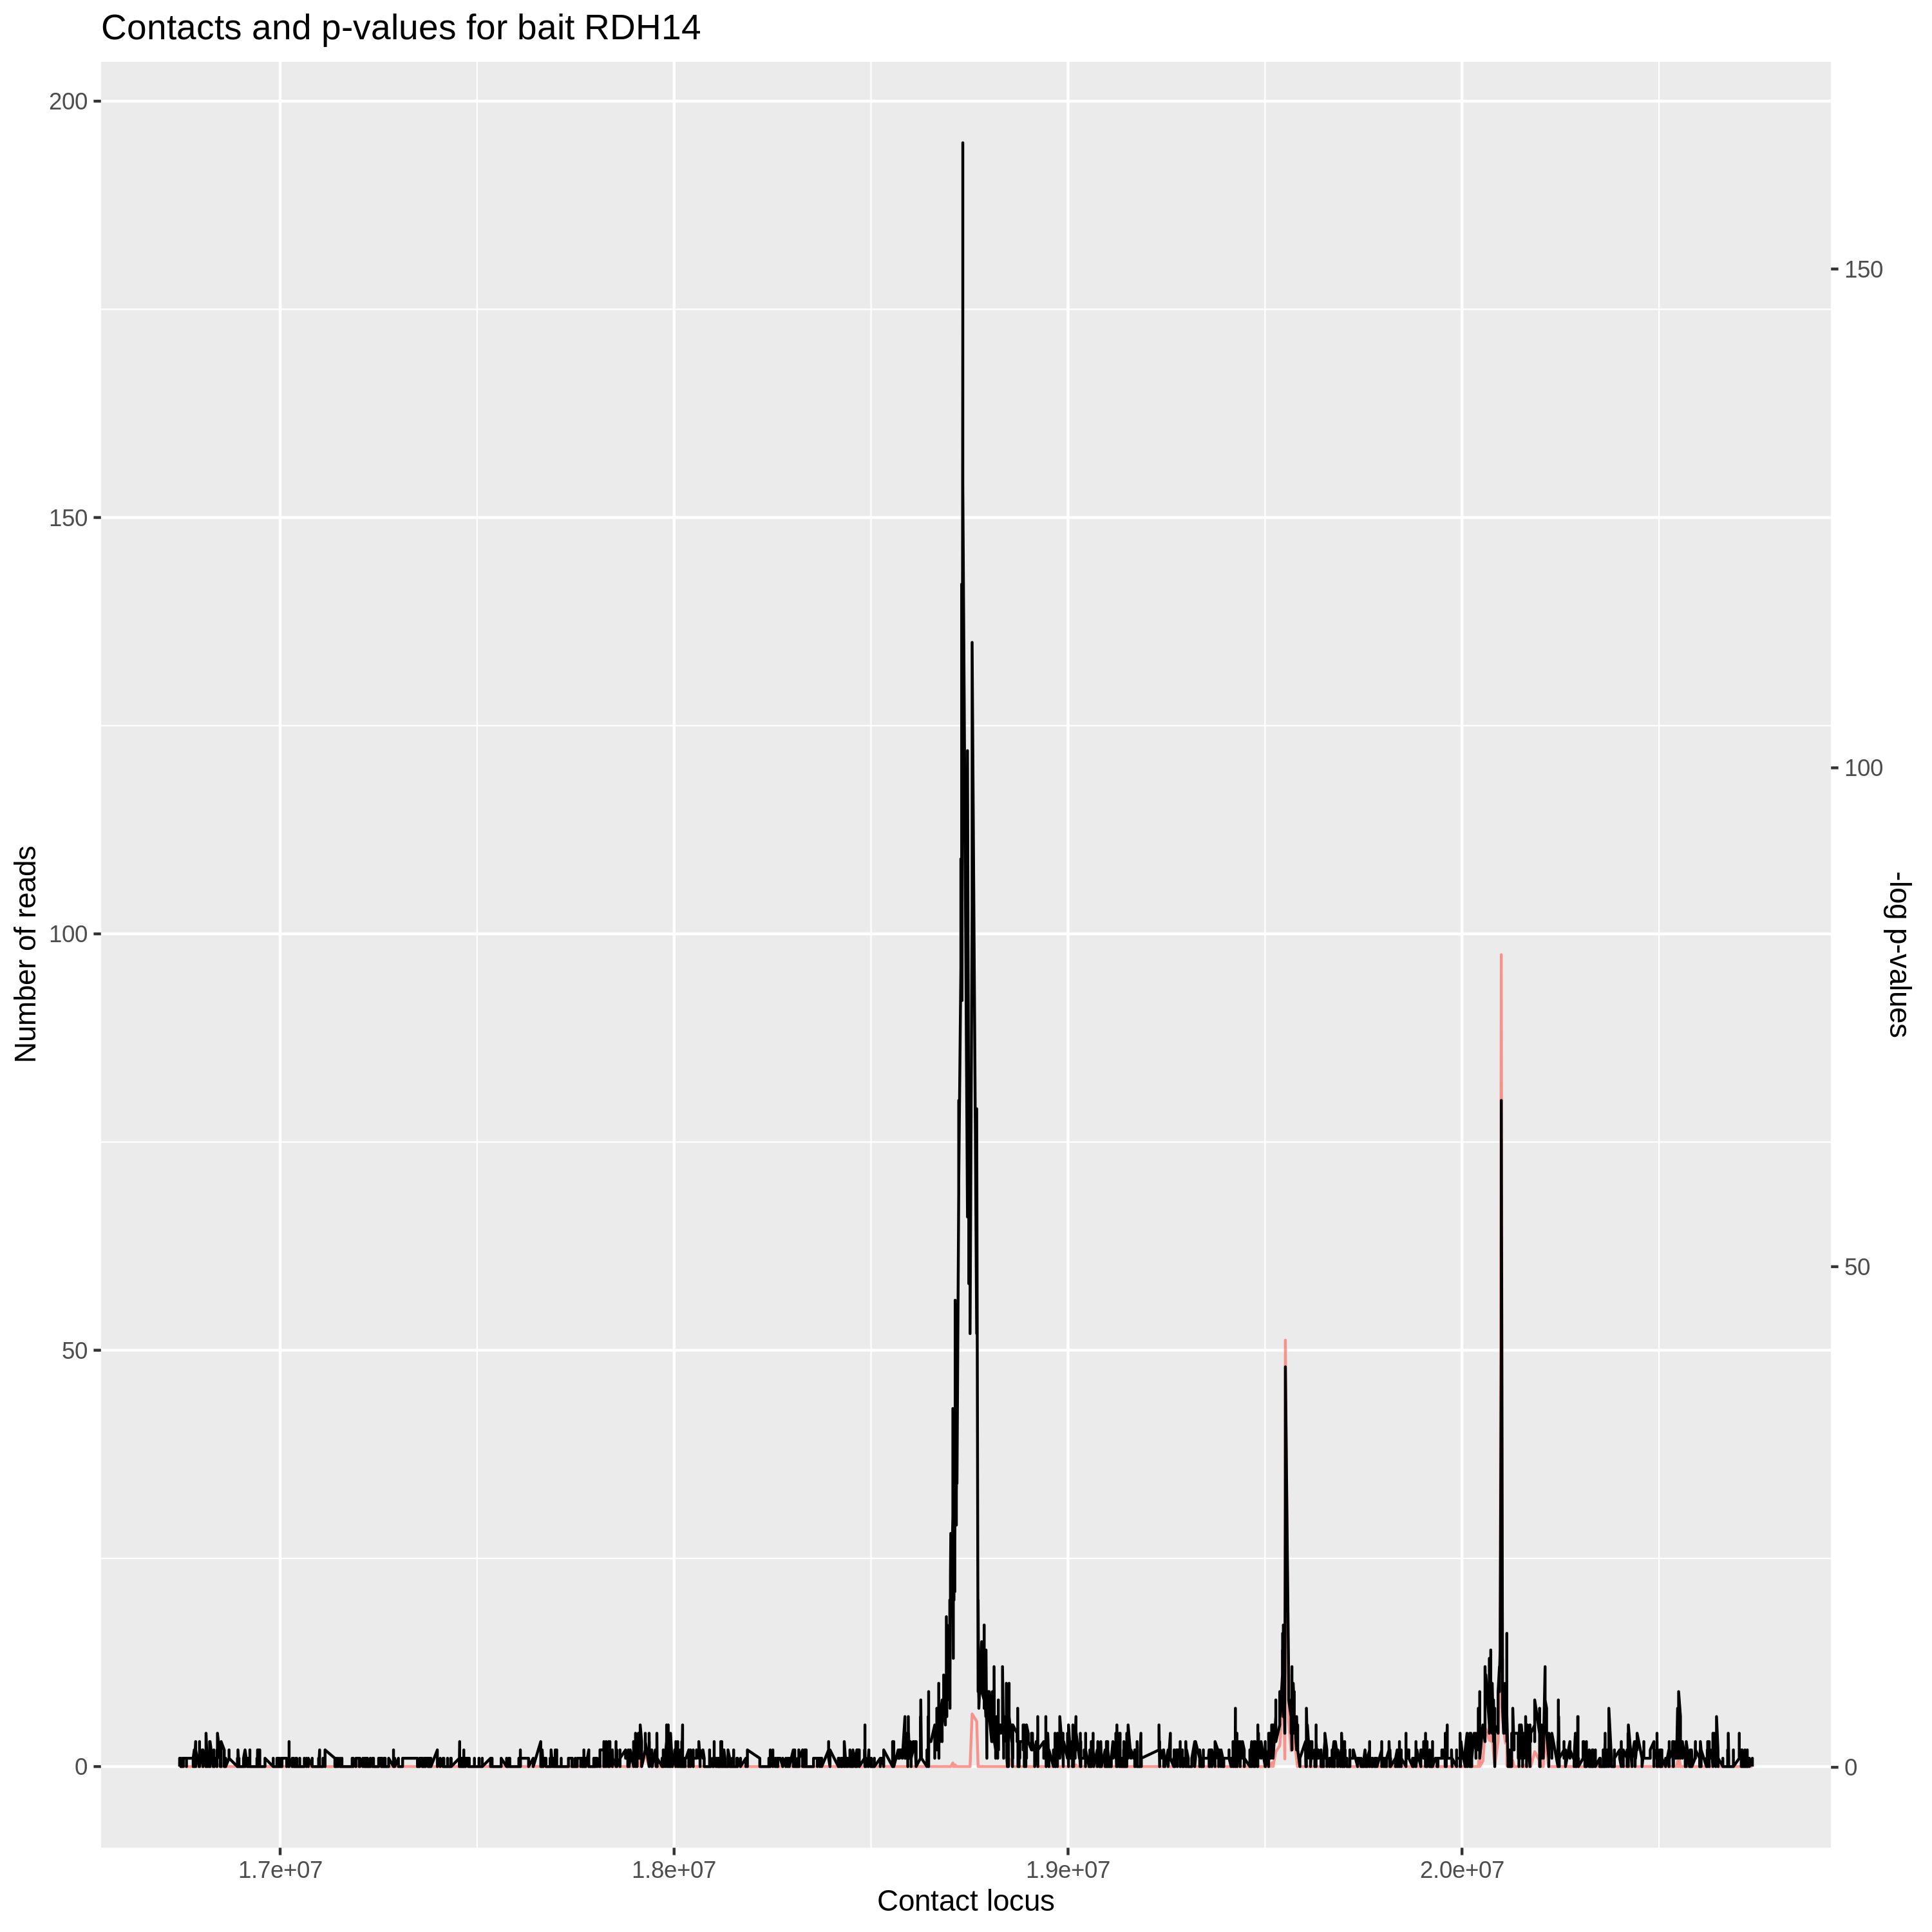 Contacts and p-values for bait RDH14
200
150
100
50
0
Number of reads
150
100
50
0
-log p-values
1.7e+07 1.8e+07 1.9e+07 2.0e+07
Contact locus